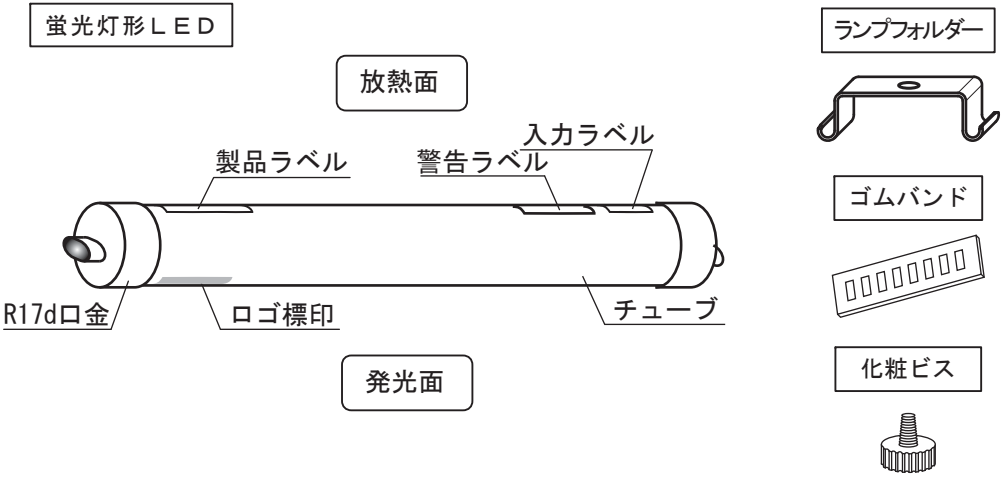 蛍光灯形ＬＥＤ
放熱面
製品ラベル
警告ラベル
入力ラベル
R17d口金
ロゴ標印
チューブ
発光面
ランプフォルダー
ゴムバンド
化粧ビス